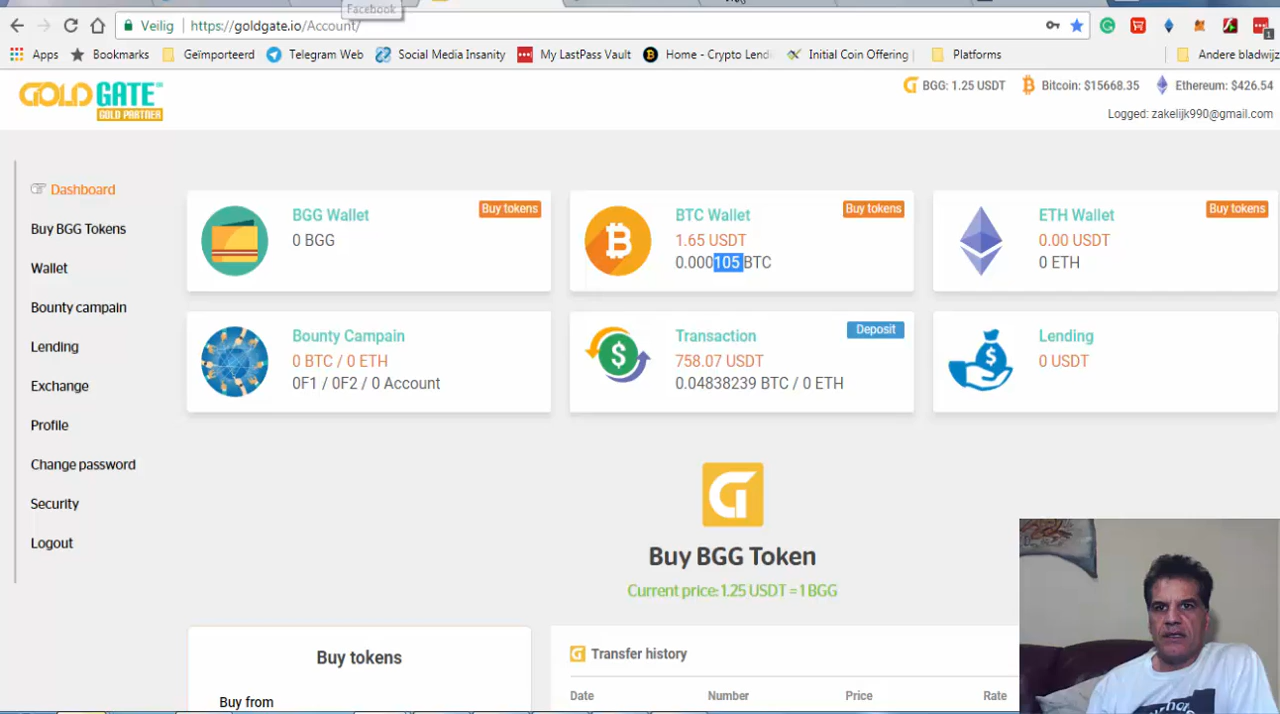 Facebook
Veilig
https://goldgate.io/Account/
Apps
Bookmarks
Geïmporteerd
Telegram Web
Social Media Insanity
My LastPass Vault
Home - Crypto Lendi
Initial Coin Offering
Platforms
Andere bladwijz
1
GOLD GATE
GOLD PARTNER
BGG: 1.25 USDT
Bitcoin: $15668.35
Ethereum: $426.54
Logged: zakelijk990@gmail.com
Dashboard
Buy BGG Tokens
Wallet
Bounty campain
Lending
Exchange
Profile
Change password
Security
Logout
BGG Wallet
Buy tokens
0 BGG
BTC Wallet
Buy tokens
1.65 USDT
0.000105 BTC
ETH Wallet
Buy tokens
0.00 USDT
0 ETH
Bounty Campain
0 BTC / 0 ETH
0F1 / 0F2 / 0 Account
Transaction
Deposit
758.07 USDT
0.04838239 BTC / 0 ETH
Lending
0 USDT
Buy BGG Token
Current price: 1.25 USDT = 1 BGG
Buy tokens
Buy from
Transfer history
Date
Number
Price
Rate